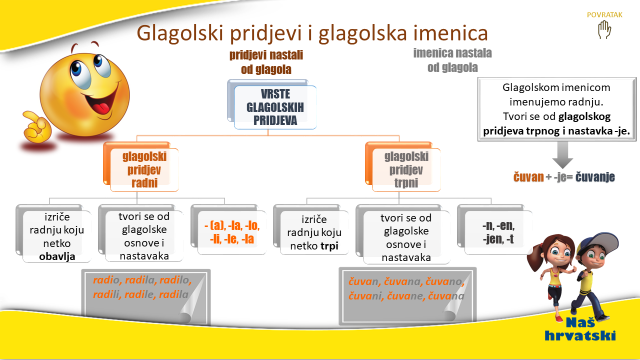 POVRATAK
Glagolski pridjevi i glagolska imenica
pridjevi nastali
od glagola
imenica nastala
od glagola
VRSTE
GLAGOLSKIH
PRIDJEVA
Glagolskom imenicom
imenujemo radnju.
Tvori se od glagolskog
pridjeva trpnog i nastavka -je.
čuvan + -je= čuvanje
glagolski
pridjev
radni
glagolski
pridjev
trpni
izriče
radnju koju
netko
obavlja
tvori se od
glagolske
osnove i
nastavaka
- (a), -la, -lo,
-li, -le, -la
izriče
radnju koju
netko trpi
tvori se od
glagolske
osnove i
nastavaka
-n, -en,
-jen, -t
radio, radila, radilo,
radili, radile, radila
čuvan, čuvana, čuvano,
čuvani, čuvane, čuvana
Naš
hrvatski